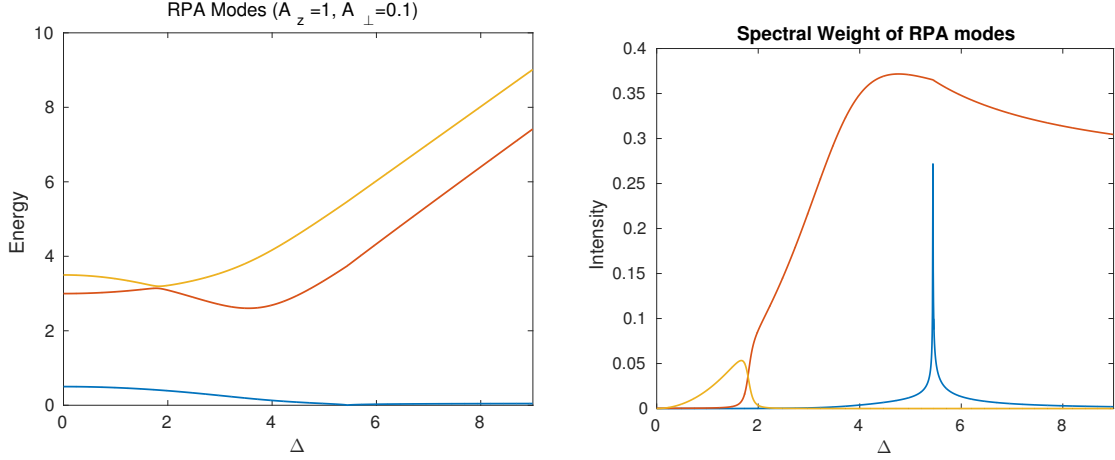 RPA Modes (A_z =1, A_⊥=0.1)
10
8
6
4
2
0
Energy
0 2 4 6 8
Δ
Spectral Weight of RPA modes
0.4
0.35
0.3
0.25
0.2
0.15
0.1
0.05
0
Intensity
0 2 4 6 8
Δ